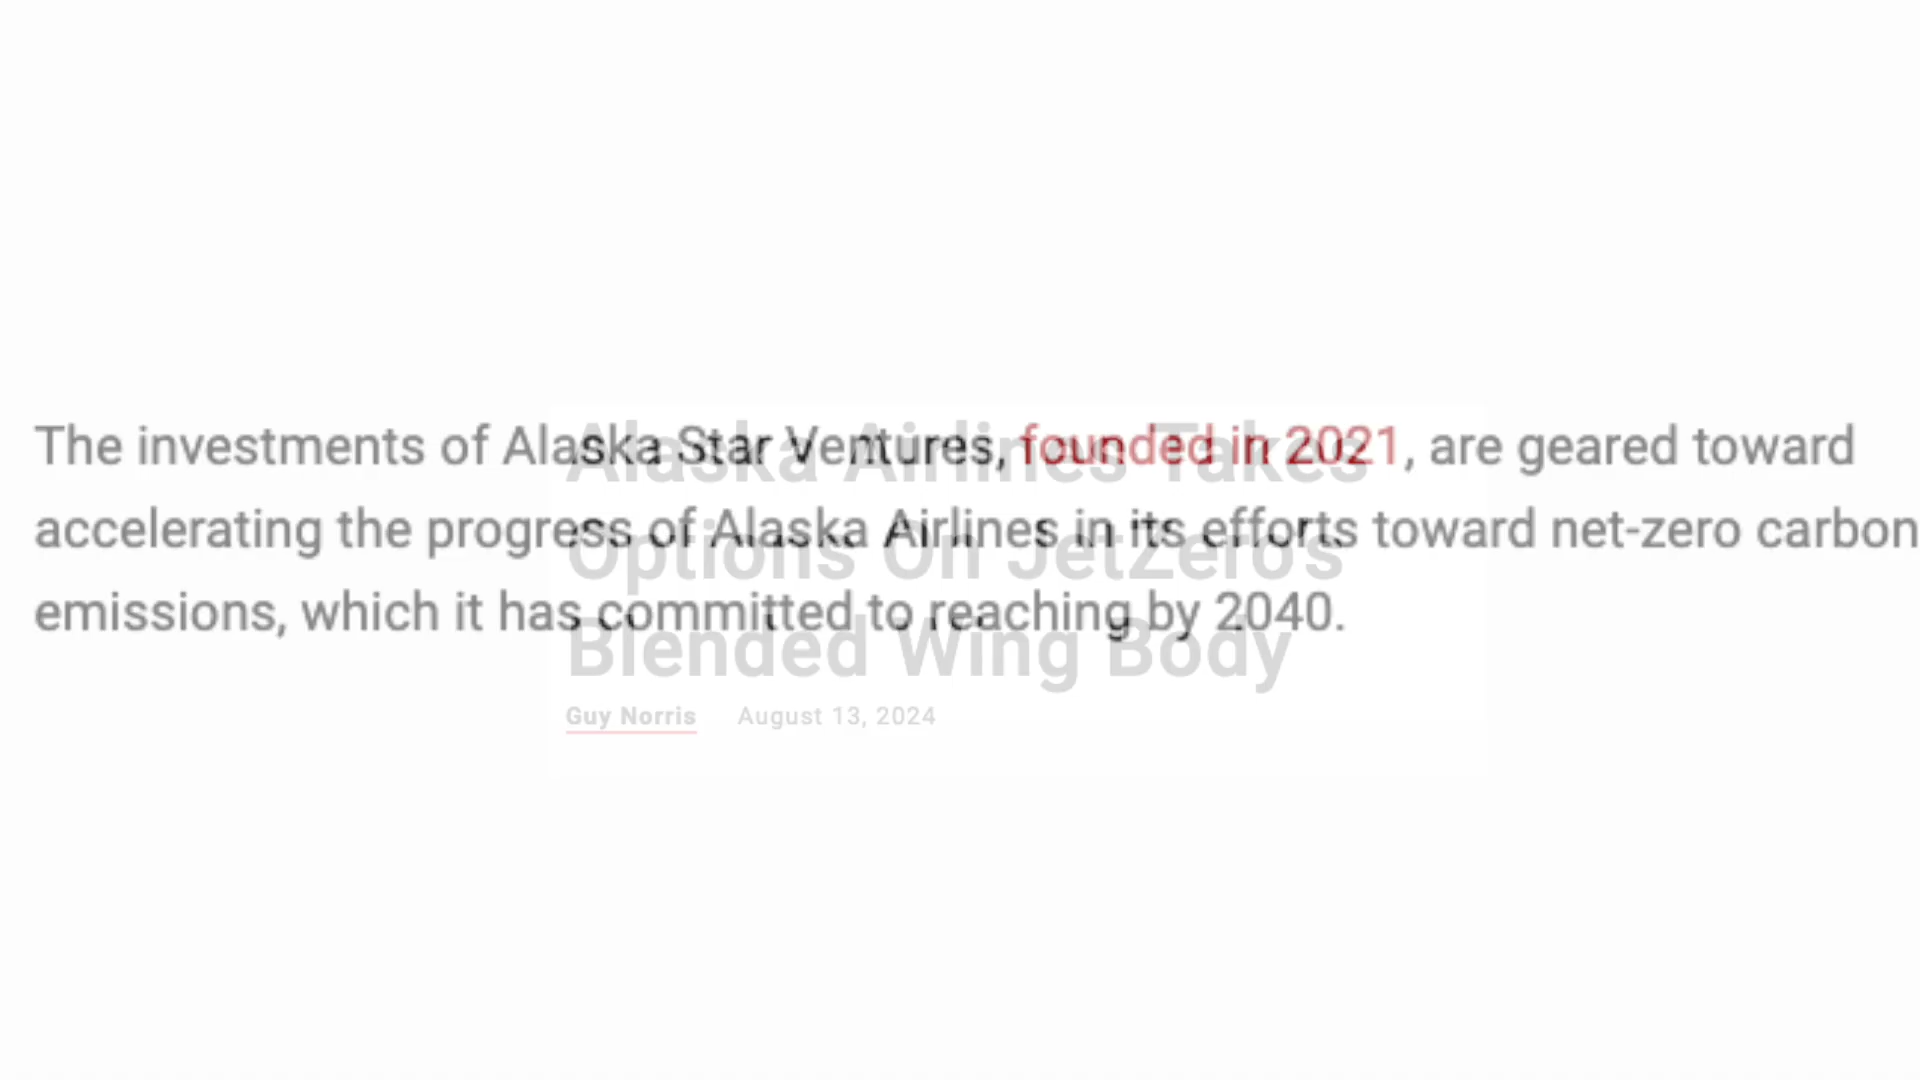 The investments of Alaska Star Ventures, founded in 2021, are geared toward
accelerating the progress of Alaska Airlines in its efforts toward net-zero carbon
emissions, which it has committed to reaching by 2040.
Alaska Airlines Takes
Options On JetZero's
Blended Wing Body
Guy Norris August 13, 2024